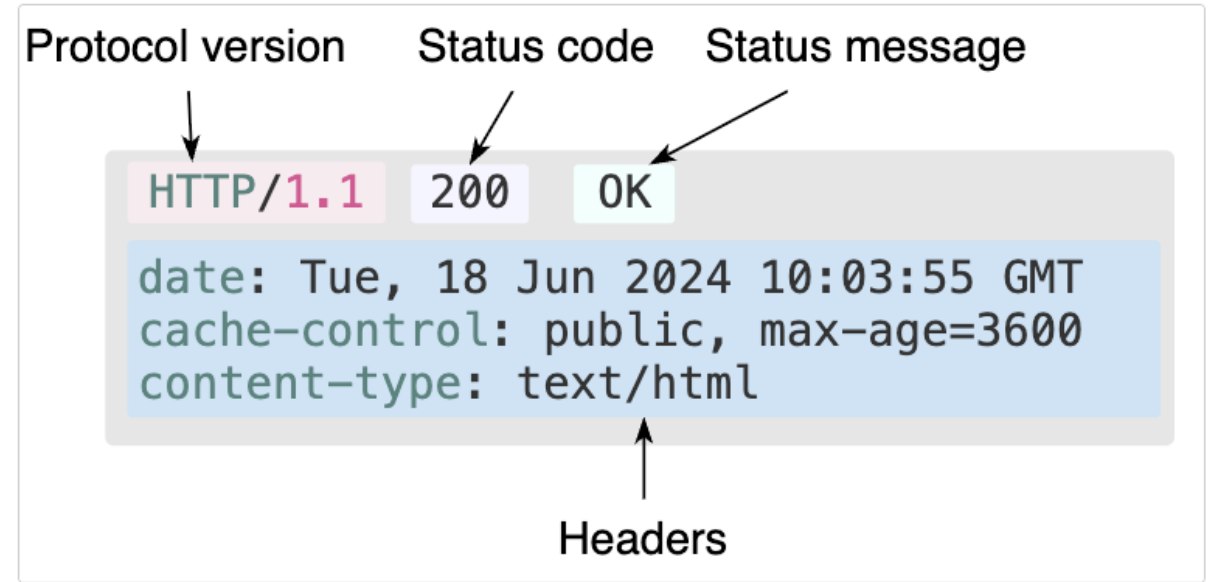 Protocol version Status code Status message
HTTP/1.1 200 OK
date: Tue, 18 Jun 2024 10:03:55 GMT
cache-control: public, max-age=3600
content-type: text/html
Headers